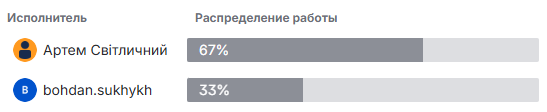 Исполнитель Распределение работы
Артем Світличний 67%
B bohdan.sukhykh 33%